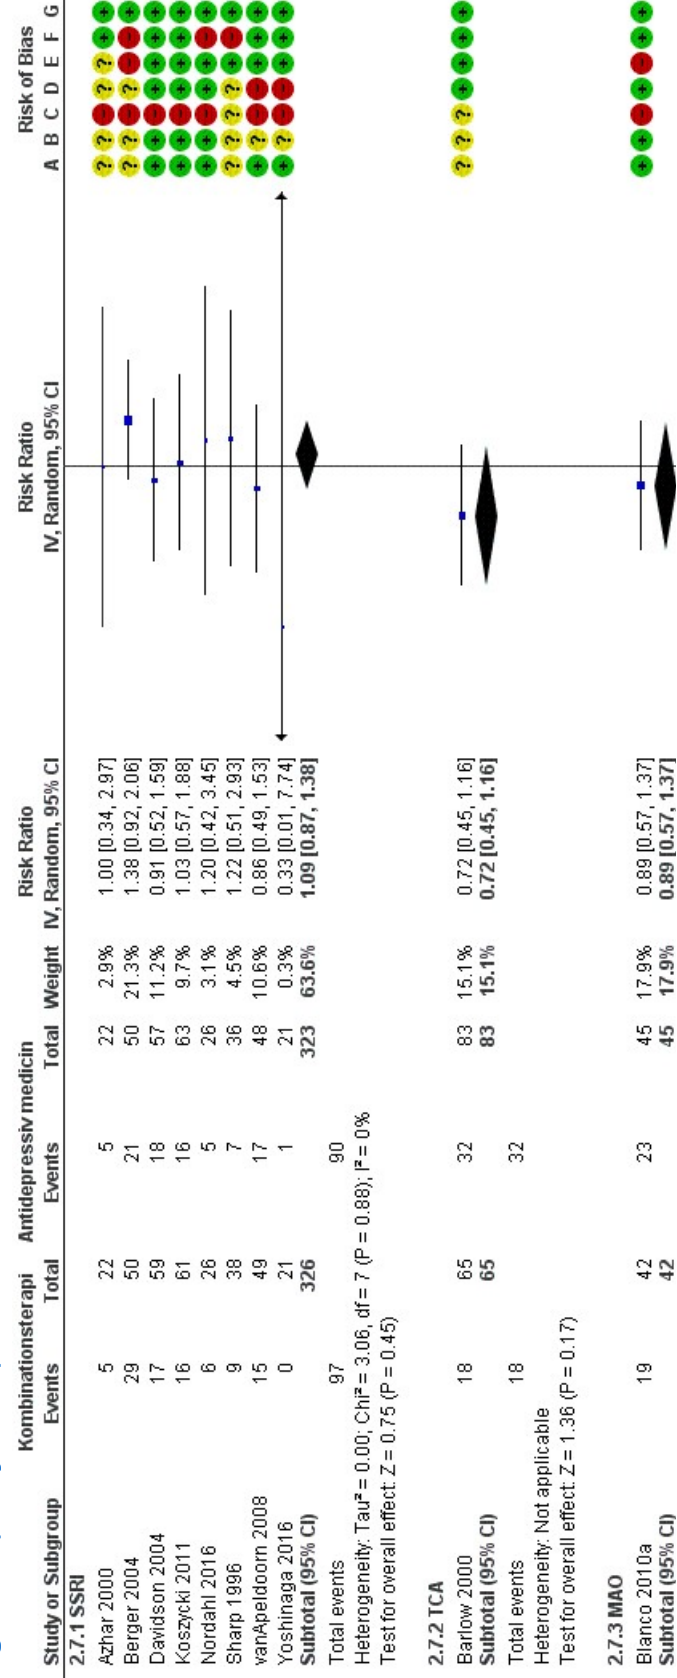 Kombinationsterapi Antidepressiv medicin Risk Ratio Risk Ratio Risk of Bias
Study or Subgroup Events Total Events Total Weight IV, Random, 95% CI IV, Random, 95% CI A B C D E F G
2.7.1 SSRI
Azhar 2000 5 22 5 22 2.9% 1.00 [0.34, 2.97] ? ? - ? ? + +
Berger 2004 29 50 21 50 21.3% 1.38 [0.92, 2.06] ? ? - ? - - +
Davidson 2004 17 59 18 57 11.2% 0.91 [0.52, 1.59] + + - + + + +
Koszycki 2011 16 61 16 63 9.7% 1.03 [0.57, 1.88] + + - + + + +
Nordahl 2016 6 26 5 26 3.1% 1.20 [0.42, 3.45] + + - + + - +
Sharp 1996 9 38 7 36 4.5% 1.22 [0.51, 2.93] ? ? ? ? + - +
vanApeldoorn 2008 15 49 17 48 10.6% 0.86 [0.49, 1.53] + ? - - + + +
Yoshinaga 2016 0 21 1 21 0.3% 0.33 [0.01, 7.74] + ? - - + + +
Subtotal (95% CI) 326 323 63.6% 1.09 [0.87, 1.38]
Total events 97 90
Heterogeneity: Tau² = 0.00; Chi² = 3.06, df = 7 (P = 0.88); I² = 0%
Test for overall effect: Z = 0.75 (P = 0.45)
2.7.2 TCA
Barlow 2000 18 65 32 83 15.1% 0.72 [0.45, 1.16] ? ? ? + + + +
Subtotal (95% CI) 65 83 15.1% 0.72 [0.45, 1.16]
Total events 18 32
Heterogeneity: Not applicable
Test for overall effect: Z = 1.36 (P = 0.17)
2.7.3 MAO
Blanco 2010a 19 42 23 45 17.9% 0.89 [0.57, 1.37] + + - + - + +
Subtotal (95% CI) 42 45 17.9% 0.89 [0.57, 1.37]